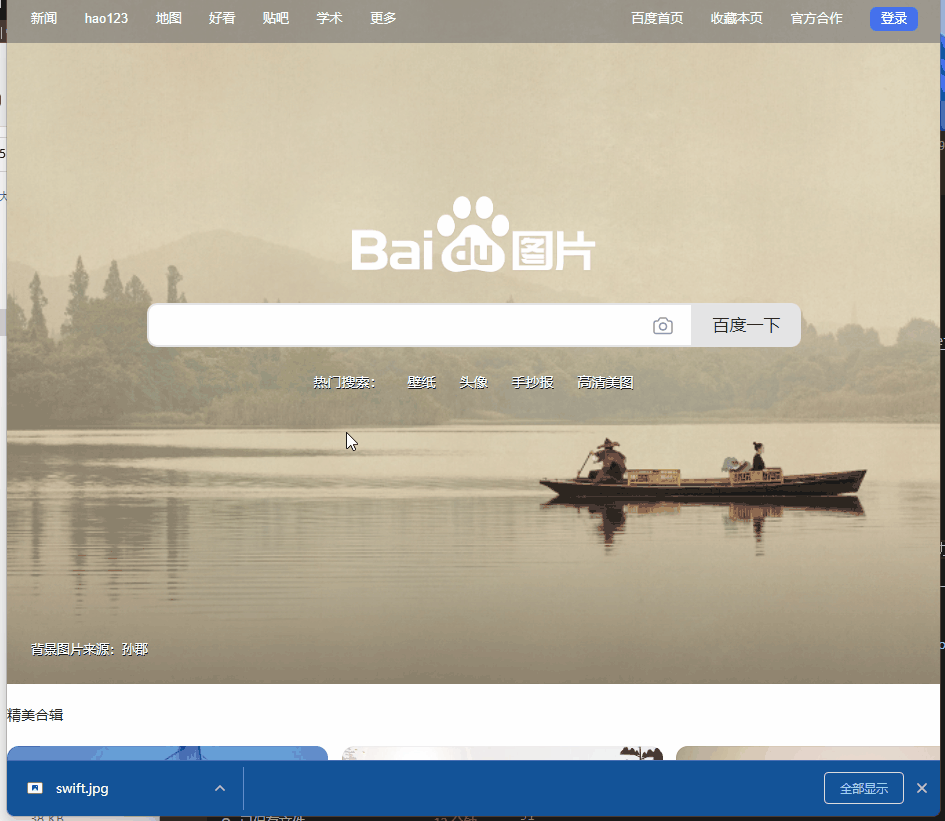 新闻 hao123 地图 好看 贴吧 学术 更多 百度首页 收藏本页 官方合作 登录
Bai du 图片
百度一下
热门搜索： 壁纸 头像 手抄报 高清美图
背景图片来源：孙郡
精美合辑
swift.jpg 全部显示